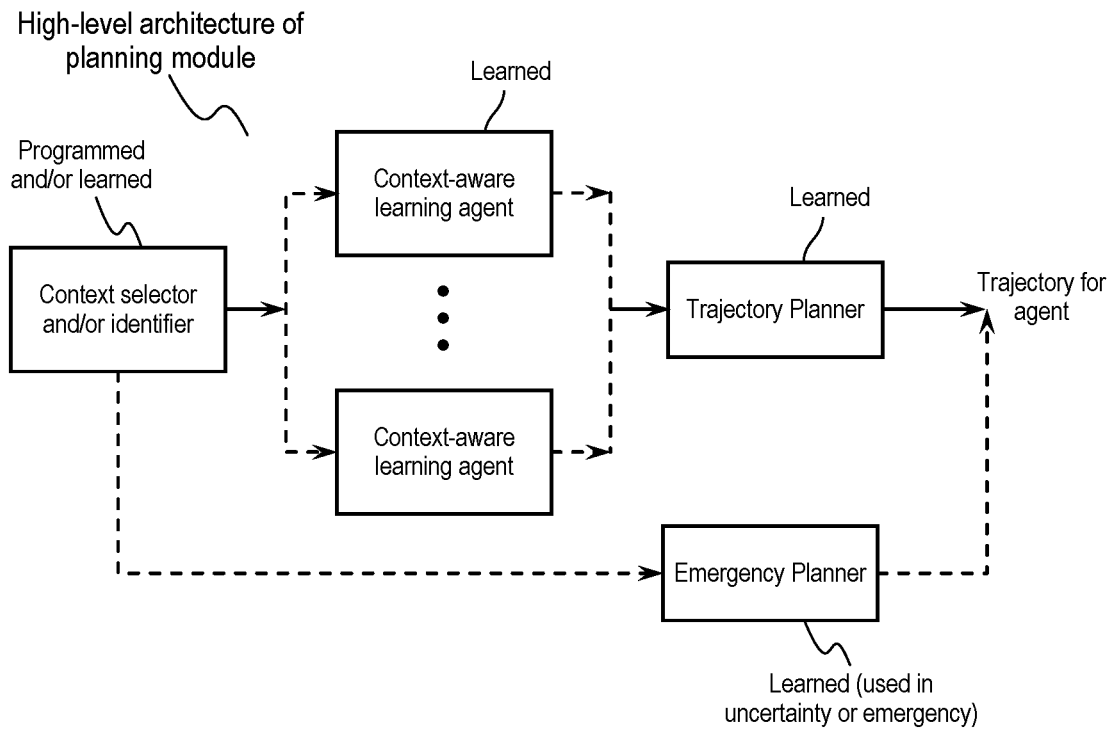 High-level architecture of
planning module
Learned
Programmed
and/or learned
Context-aware
learning agent
Learned
Context selector
and/or identifier
Trajectory Planner
Trajectory for
agent
Context-aware
learning agent
Emergency Planner
Learned (used in
uncertainty or emergency)